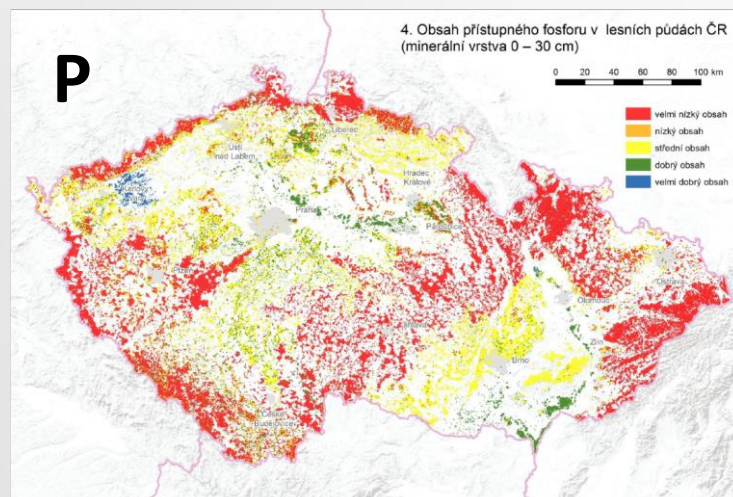 4. Obsah přístupného fosforu v lesních půdách ČR
(minerální vrstva 0 – 30 cm)
P
0 20 40 60 80 100 km
velmi nízký obsah
nízký obsah
střední obsah
dobrý obsah
velmi dobrý obsah
Liberec
Ústí
nad Labem
Hradec
Králové
Karlovy
Praha
Pardubice
Plzeň
Ostrava
Olomouc
Jihlava
Zlín
Brno
České
Budějovice